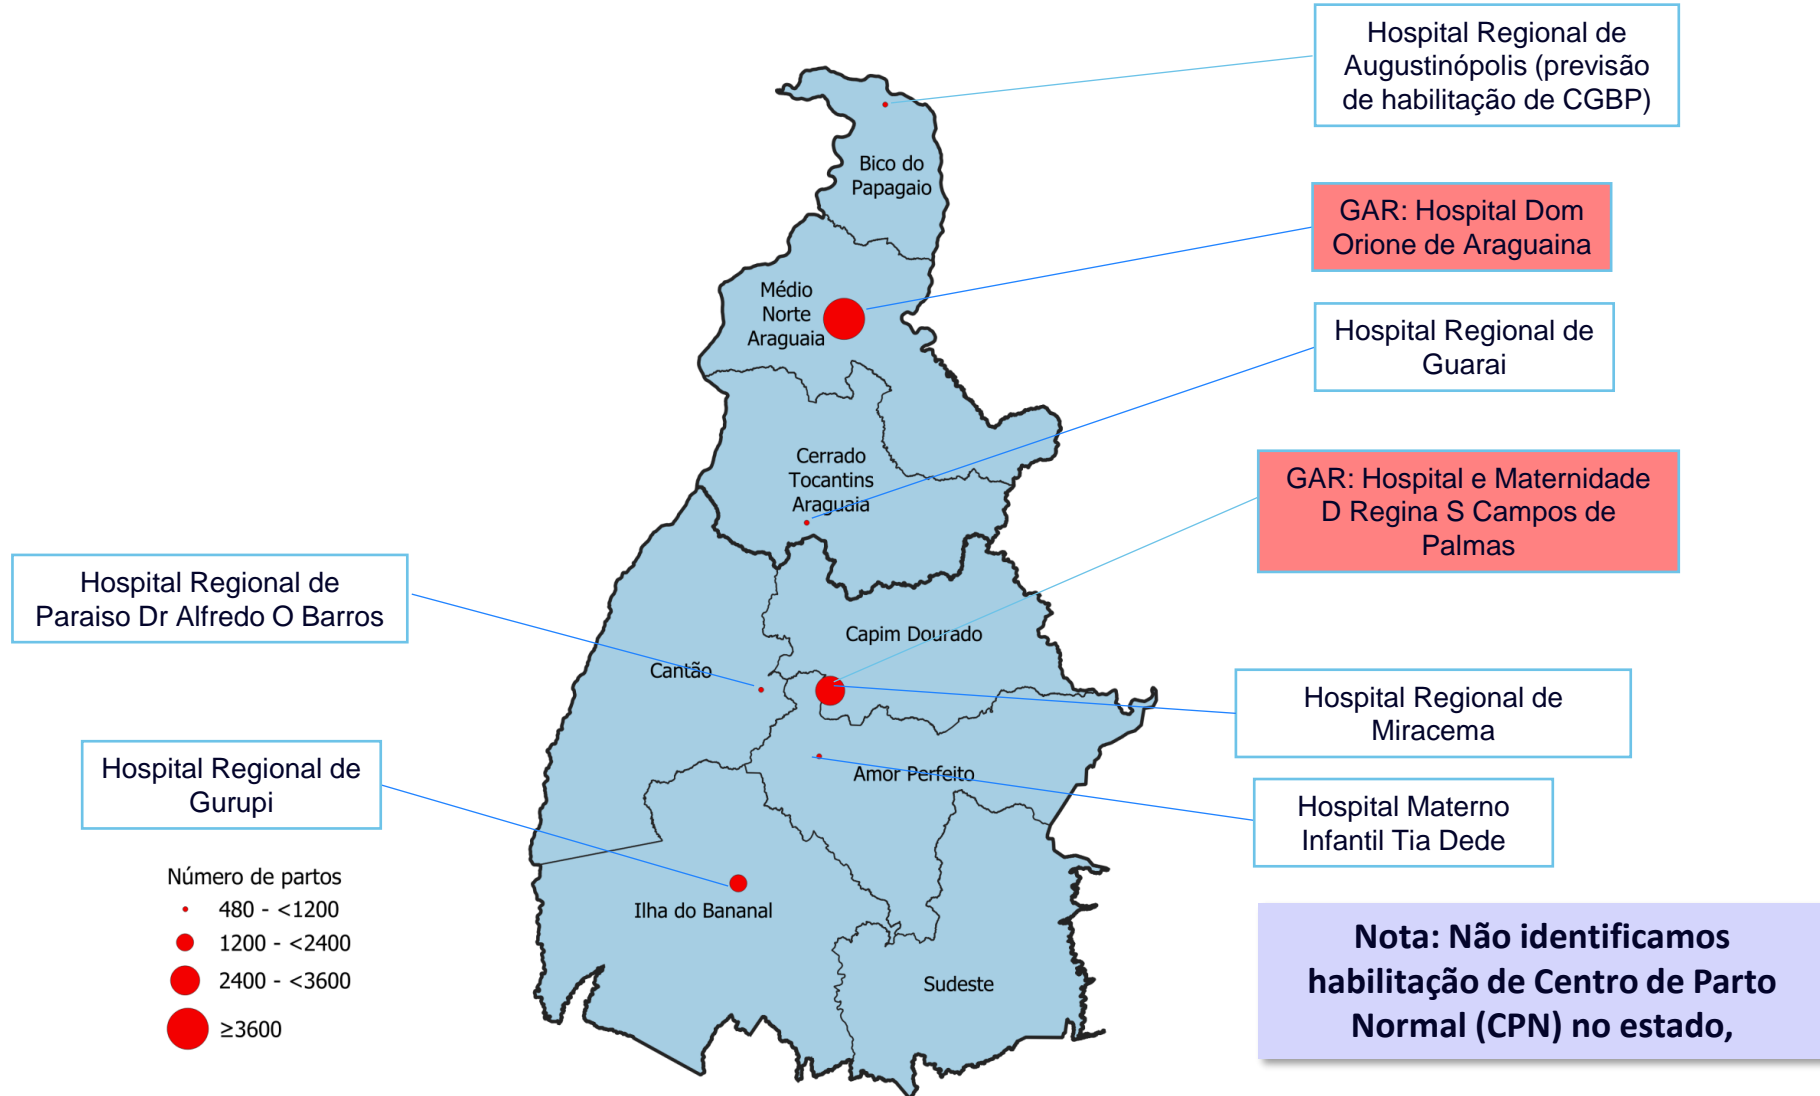 Hospital Regional de
Augustinópolis (previsão
de habilitação de CGBP)
Bico do
Papagaio
GAR: Hospital Dom
Orione de Araguaina
Médio
Norte
Araguaia
Hospital Regional de
Guarai
Cerrado
Tocantins
Araguaia
GAR: Hospital e Maternidade
D Regina S Campos de
Palmas
Hospital Regional de
Paraiso Dr Alfredo O Barros
Capim Dourado
Cantão
Hospital Regional de
Miracema
Hospital Regional de
Gurupi
Amor Perfeito
Hospital Materno
Infantil Tia Dede
Número de partos
480 - <1200
1200 - <2400
2400 - <3600
≥3600
Ilha do Bananal
Sudeste
Nota: Não identificamos
habilitação de Centro de Parto
Normal (CPN) no estado,